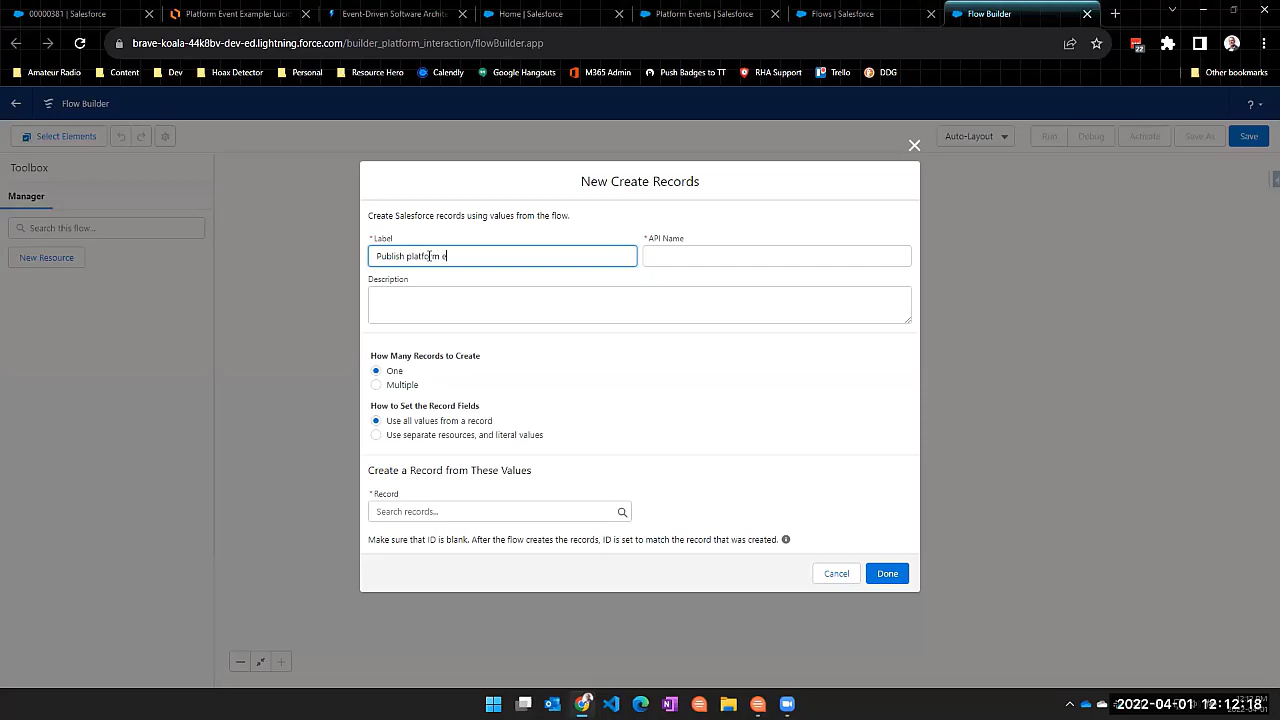 00000381 | Salesforce
Platform Event Example: Luci
Event-Driven Software Archite
Home | Salesforce
Platform Events | Salesforce
Flows | Salesforce
Flow Builder
brave-koala-44k8bv-dev-ed.lightning.force.com/builder_platform_interaction/flowBuilder.app
22
Amateur Radio
Content
Dev
Hoax Detector
Personal
Resource Hero
Calendly
Google Hangouts
M365 Admin
Push Badges to TT
RHA Support
Trello
DDG
Other bookmarks
Flow Builder
?
Select Elements
Auto-Layout
Run
Debug
Activate
Save As
Save
Toolbox
Manager
Search this flow...
New Resource
New Create Records
Create Salesforce records using values from the flow.
*Label
*API Name
Publish platform e
Description
How Many Records to Create
One
Multiple
How to Set the Record Fields
Use all values from a record
Use separate resources, and literal values
Create a Record from These Values
*Record
Search records...
Make sure that ID is blank. After the flow creates the records, ID is set to match the record that was created.
Cancel
Done
2022-04-01 12:12:18